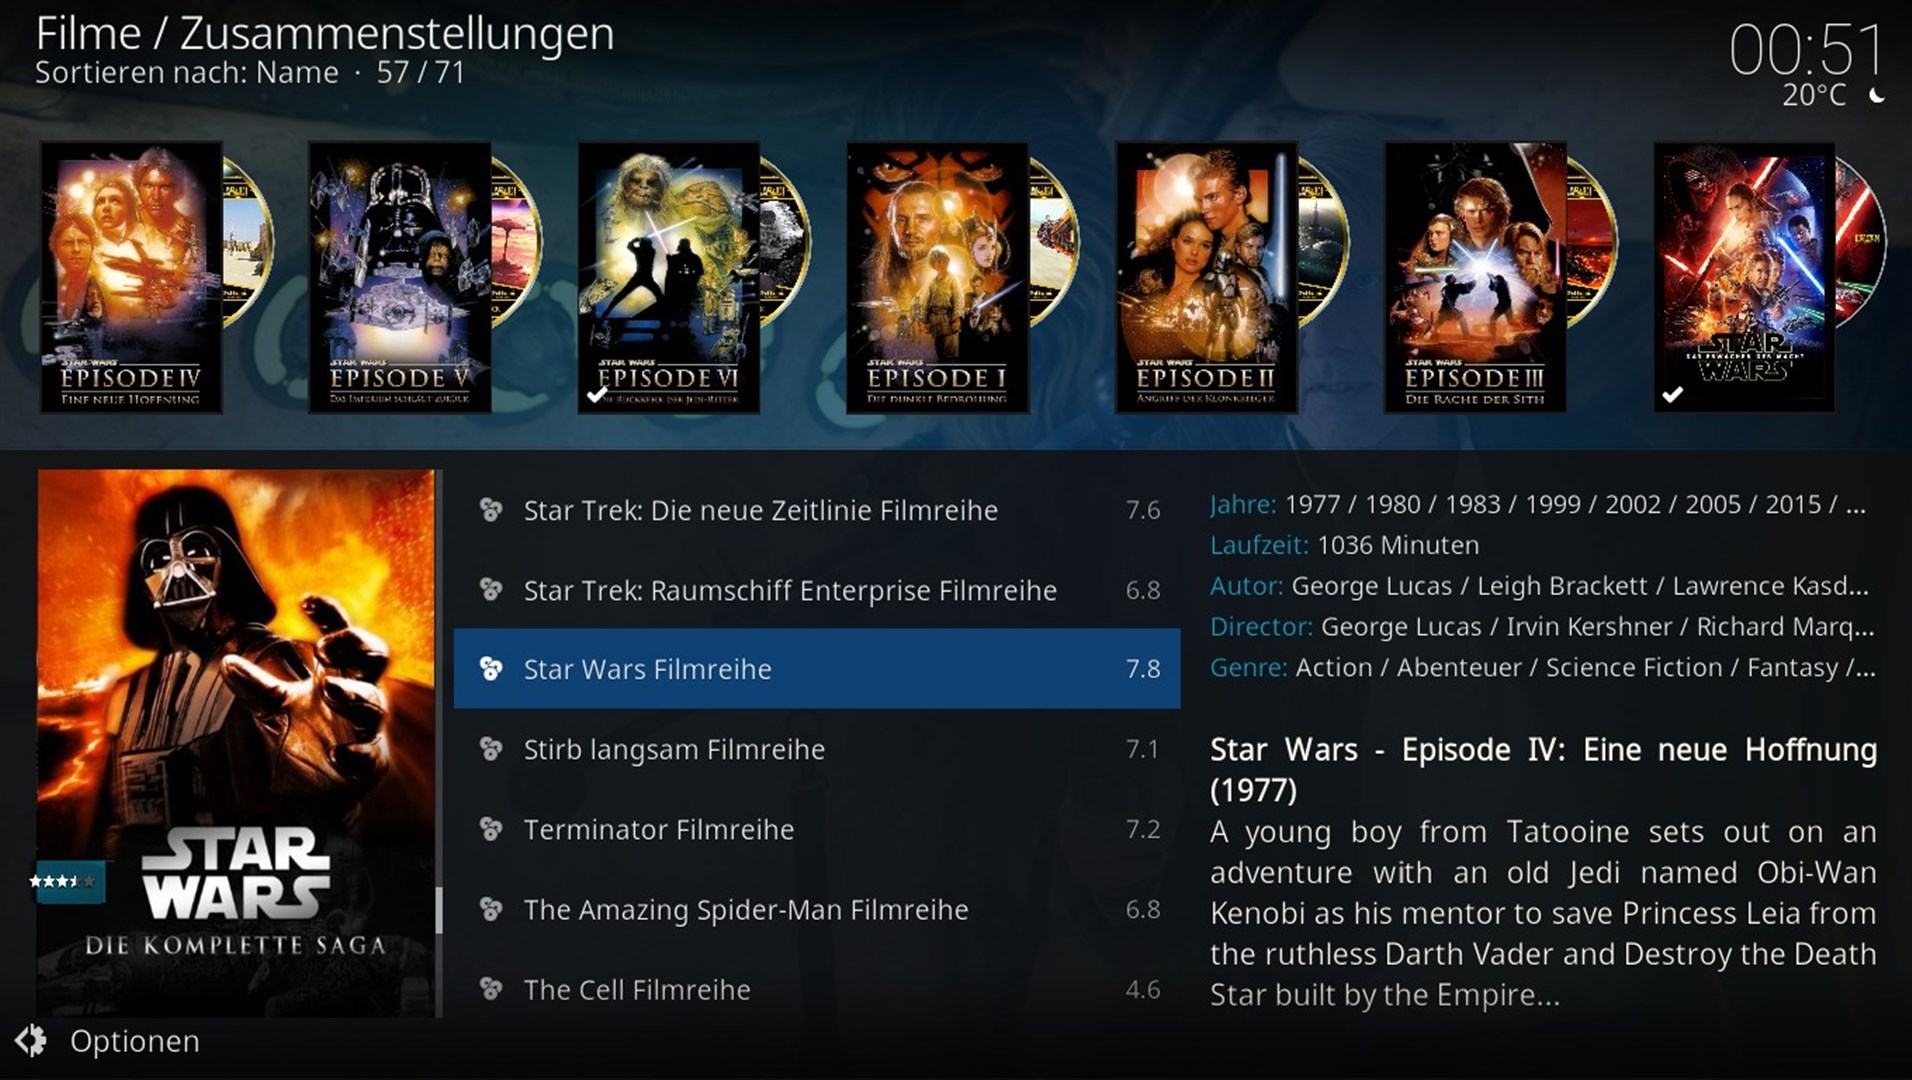 Filme / Zusammenstellungen
Sortieren nach: Name · 57 / 71
00:51
20°C
STAR WARS
EPISODE IV
EINE NEUE HOFFNUNG
STAR WARS
EPISODE V
DAS IMPERIUM SCHLÄGT ZURÜCK
STAR WARS
EPISODE VI
DIE RÜCKKEHR DER JEDI-RITTER
STAR WARS
EPISODE I
DIE DUNKLE BEDROHUNG
STAR WARS
EPISODE II
ANGRIFF DER KLONKRIEGER
STAR WARS
EPISODE III
DIE RACHE DER SITH
STAR
DAS ERWACHEN DER MACHT
WARS
STAR
WARS
DIE KOMPLETTE SAGA
Star Trek: Die neue Zeitlinie Filmreihe 7.6
Star Trek: Raumschiff Enterprise Filmreihe 6.8
Star Wars Filmreihe 7.8
Stirb langsam Filmreihe 7.1
Terminator Filmreihe 7.2
The Amazing Spider-Man Filmreihe 6.8
The Cell Filmreihe 4.6
Jahre: 1977 / 1980 / 1983 / 1999 / 2002 / 2005 / 2015 / ...
Laufzeit: 1036 Minuten
Autor: George Lucas / Leigh Brackett / Lawrence Kasd...
Director: George Lucas / Irvin Kershner / Richard Marq...
Genre: Action / Abenteuer / Science Fiction / Fantasy /...
Star Wars - Episode IV: Eine neue Hoffnung
(1977)
A young boy from Tatooine sets out on an
adventure with an old Jedi named Obi-Wan
Kenobi as his mentor to save Princess Leia from
the ruthless Darth Vader and Destroy the Death
Star built by the Empire...
Optionen